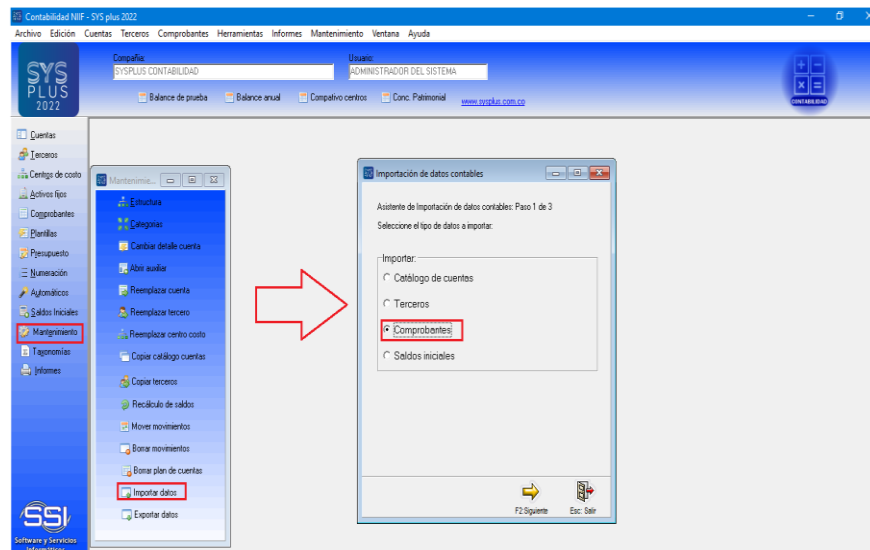 Contabilidad NIIF - SYS plus 2022
Archivo Edición Cuentas Terceros Comprobantes Herramientas Informes Mantenimiento Ventana Ayuda
SYS
PLUS
2022
Compañía:
SYSPLUS CONTABILIDAD
Usuario:
ADMINISTRADOR DEL SISTEMA
Balance de prueba
Balance anual
Compativo centros
Conc. Patrimonial
www.sysplus.com.co
CONTABILIDAD
Cuentas
Terceros
Centros de costo
Activos fijos
Comprobantes
Plantillas
Presupuesto
Numeración
Automáticos
Saldos Iniciales
Mantenimiento
Taxonomías
Informes
SSI
Software y Servicios
Informáticos
Mantenimie...
Estructura
Categorías
Cambiar detalle cuenta
Abrir auxiliar
Reemplazar cuenta
Reemplazar tercero
Reemplazar centro costo
Copiar catálogo cuentas
Copiar terceros
Recálculo de saldos
Mover movimientos
Borrar movimientos
Borrar plan de cuentas
Importar datos
Exportar datos
Importación de datos contables
Asistente de Importación de datos contables: Paso 1 de 3
Seleccione el tipo de datos a importar:
Importar:
Catálogo de cuentas
Terceros
Comprobantes
Saldos iniciales
F2:Siguiente
Esc: Salir